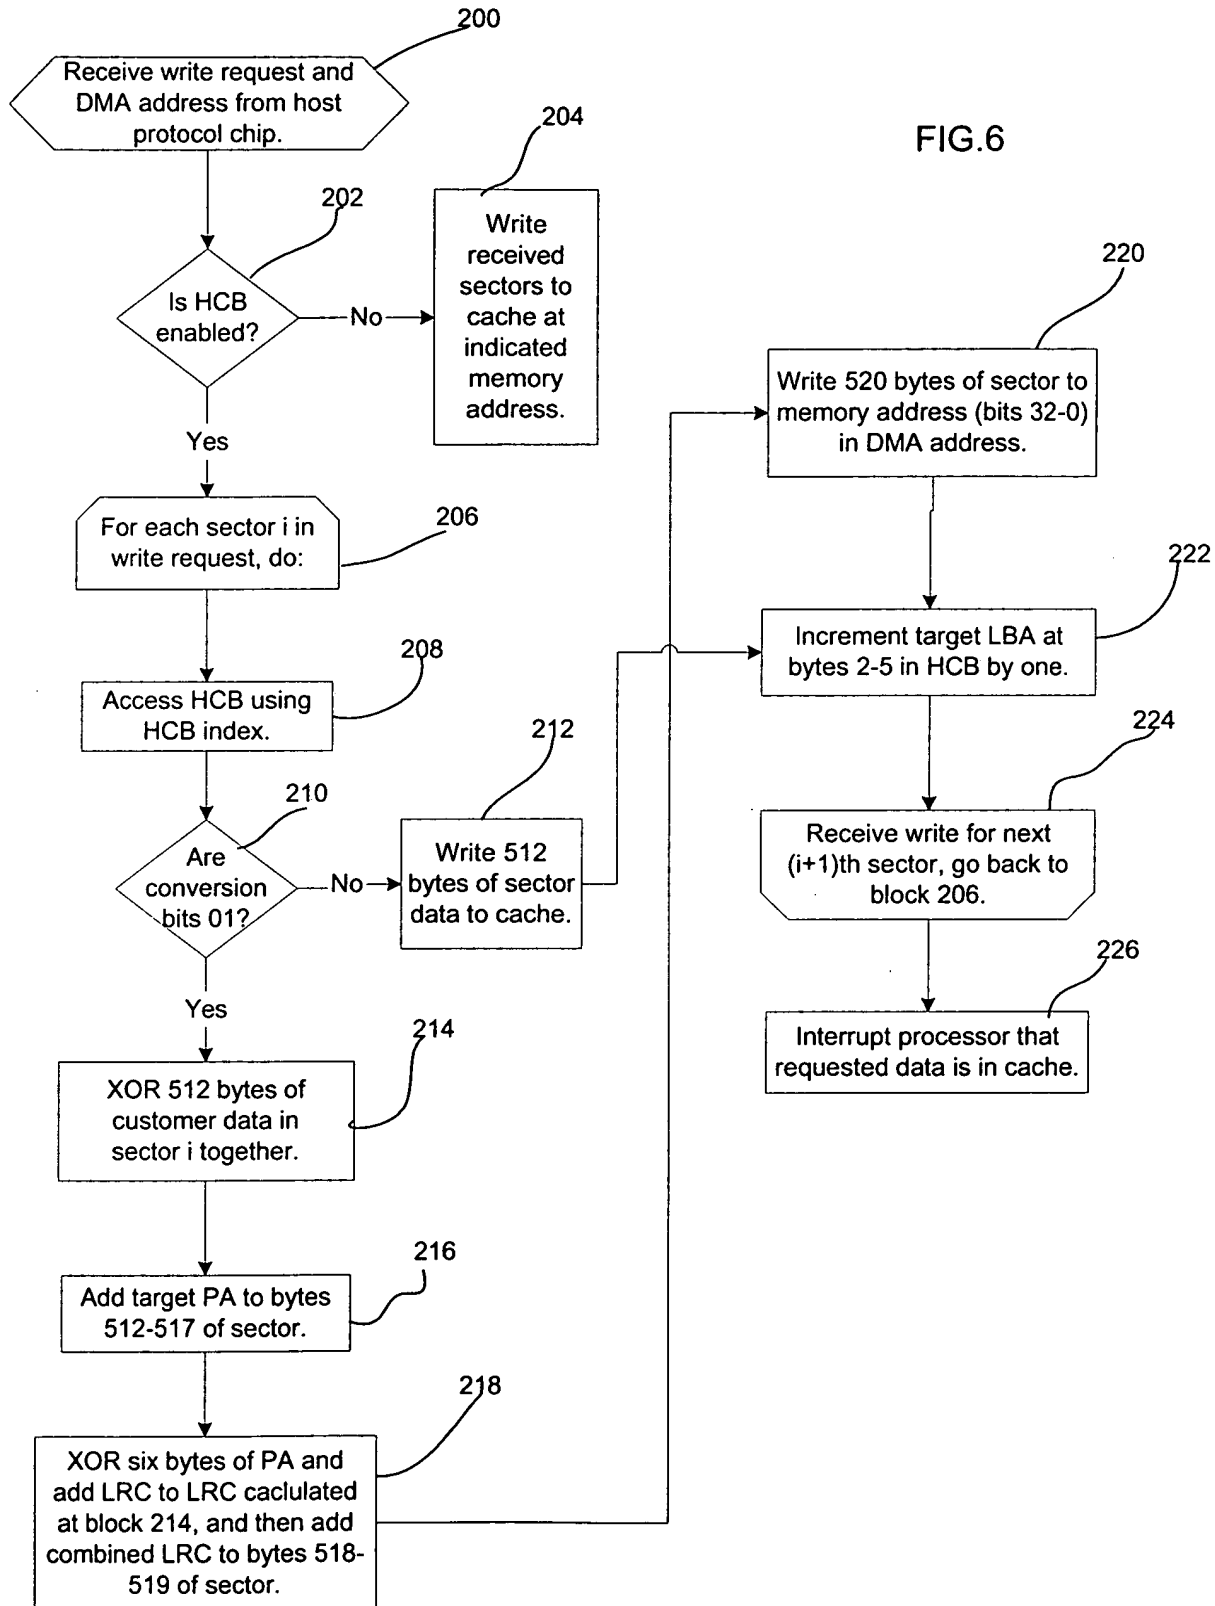 200
Receive write request and
DMA address from host
protocol chip.
204
FIG.6
202
Is HCB
enabled?
No
Write
received
sectors to
cache at
indicated
memory
address.
Yes
For each sector i in
write request, do:
206
208
Access HCB using
HCB index.
210
Are
conversion
bits 01?
No
212
Write 512
bytes of sector
data to cache.
Yes
214
XOR 512 bytes of
customer data in
sector i together.
216
Add target PA to bytes
512-517 of sector.
218
XOR six bytes of PA and
add LRC to LRC caclulated
at block 214, and then add
combined LRC to bytes 518-
519 of sector.
220
Write 520 bytes of sector to
memory address (bits 32-0)
in DMA address.
222
Increment target LBA at
bytes 2-5 in HCB by one.
224
Receive write for next
(i+1)th sector, go back to
block 206.
226
Interrupt processor that
requested data is in cache.